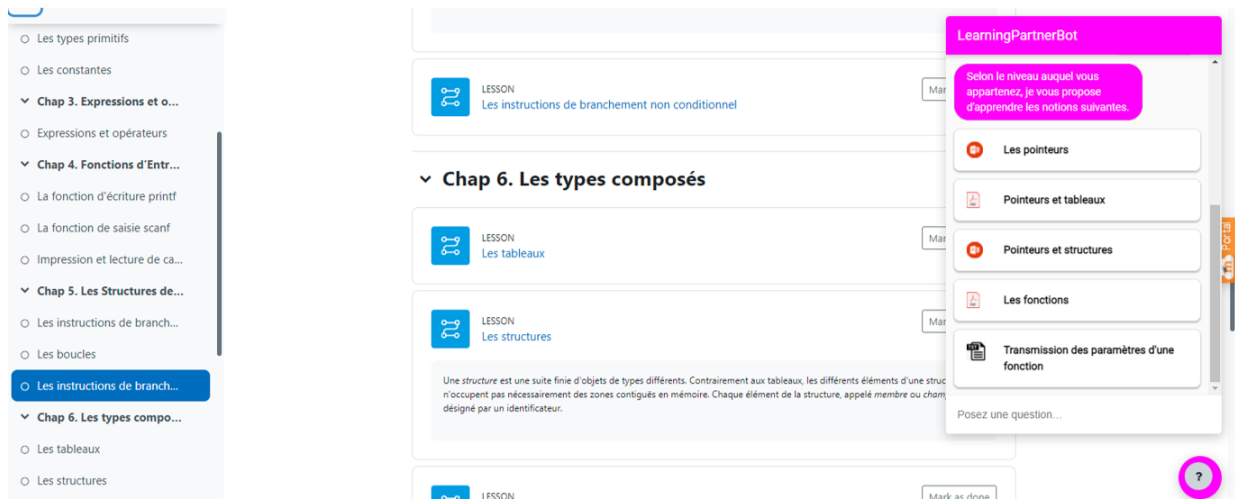 Les types primitifs
Les constantes
Chap 3. Expressions et o...
Expressions et opérateurs
Chap 4. Fonctions d'Entr...
La fonction d'écriture printf
La fonction de saisie scanf
Impression et lecture de ca...
Chap 5. Les Structures de...
Les instructions de branch...
Les boucles
Les instructions de branch...
Chap 6. Les types compo...
Les tableaux
Les structures
LESSON
Les instructions de branchement non conditionnel
Mar
Chap 6. Les types composés
LESSON
Les tableaux
Mar
LESSON
Les structures
Mar
Une structure est une suite finie d'objets de types différents. Contrairement aux tableaux, les différents éléments d'une struc
n'occupent pas nécessairement des zones contiguës en mémoire. Chaque élément de la structure, appelé membre ou cham
désigné par un identificateur.
LESSON
Mark as done
LearningPartnerBot
Selon le niveau auquel vous
appartenez, je vous propose
d'apprendre les notions suivantes.
Les pointeurs
Pointeurs et tableaux
Pointeurs et structures
Les fonctions
Transmission des paramètres d'une
fonction
Posez une question...
?
Portal